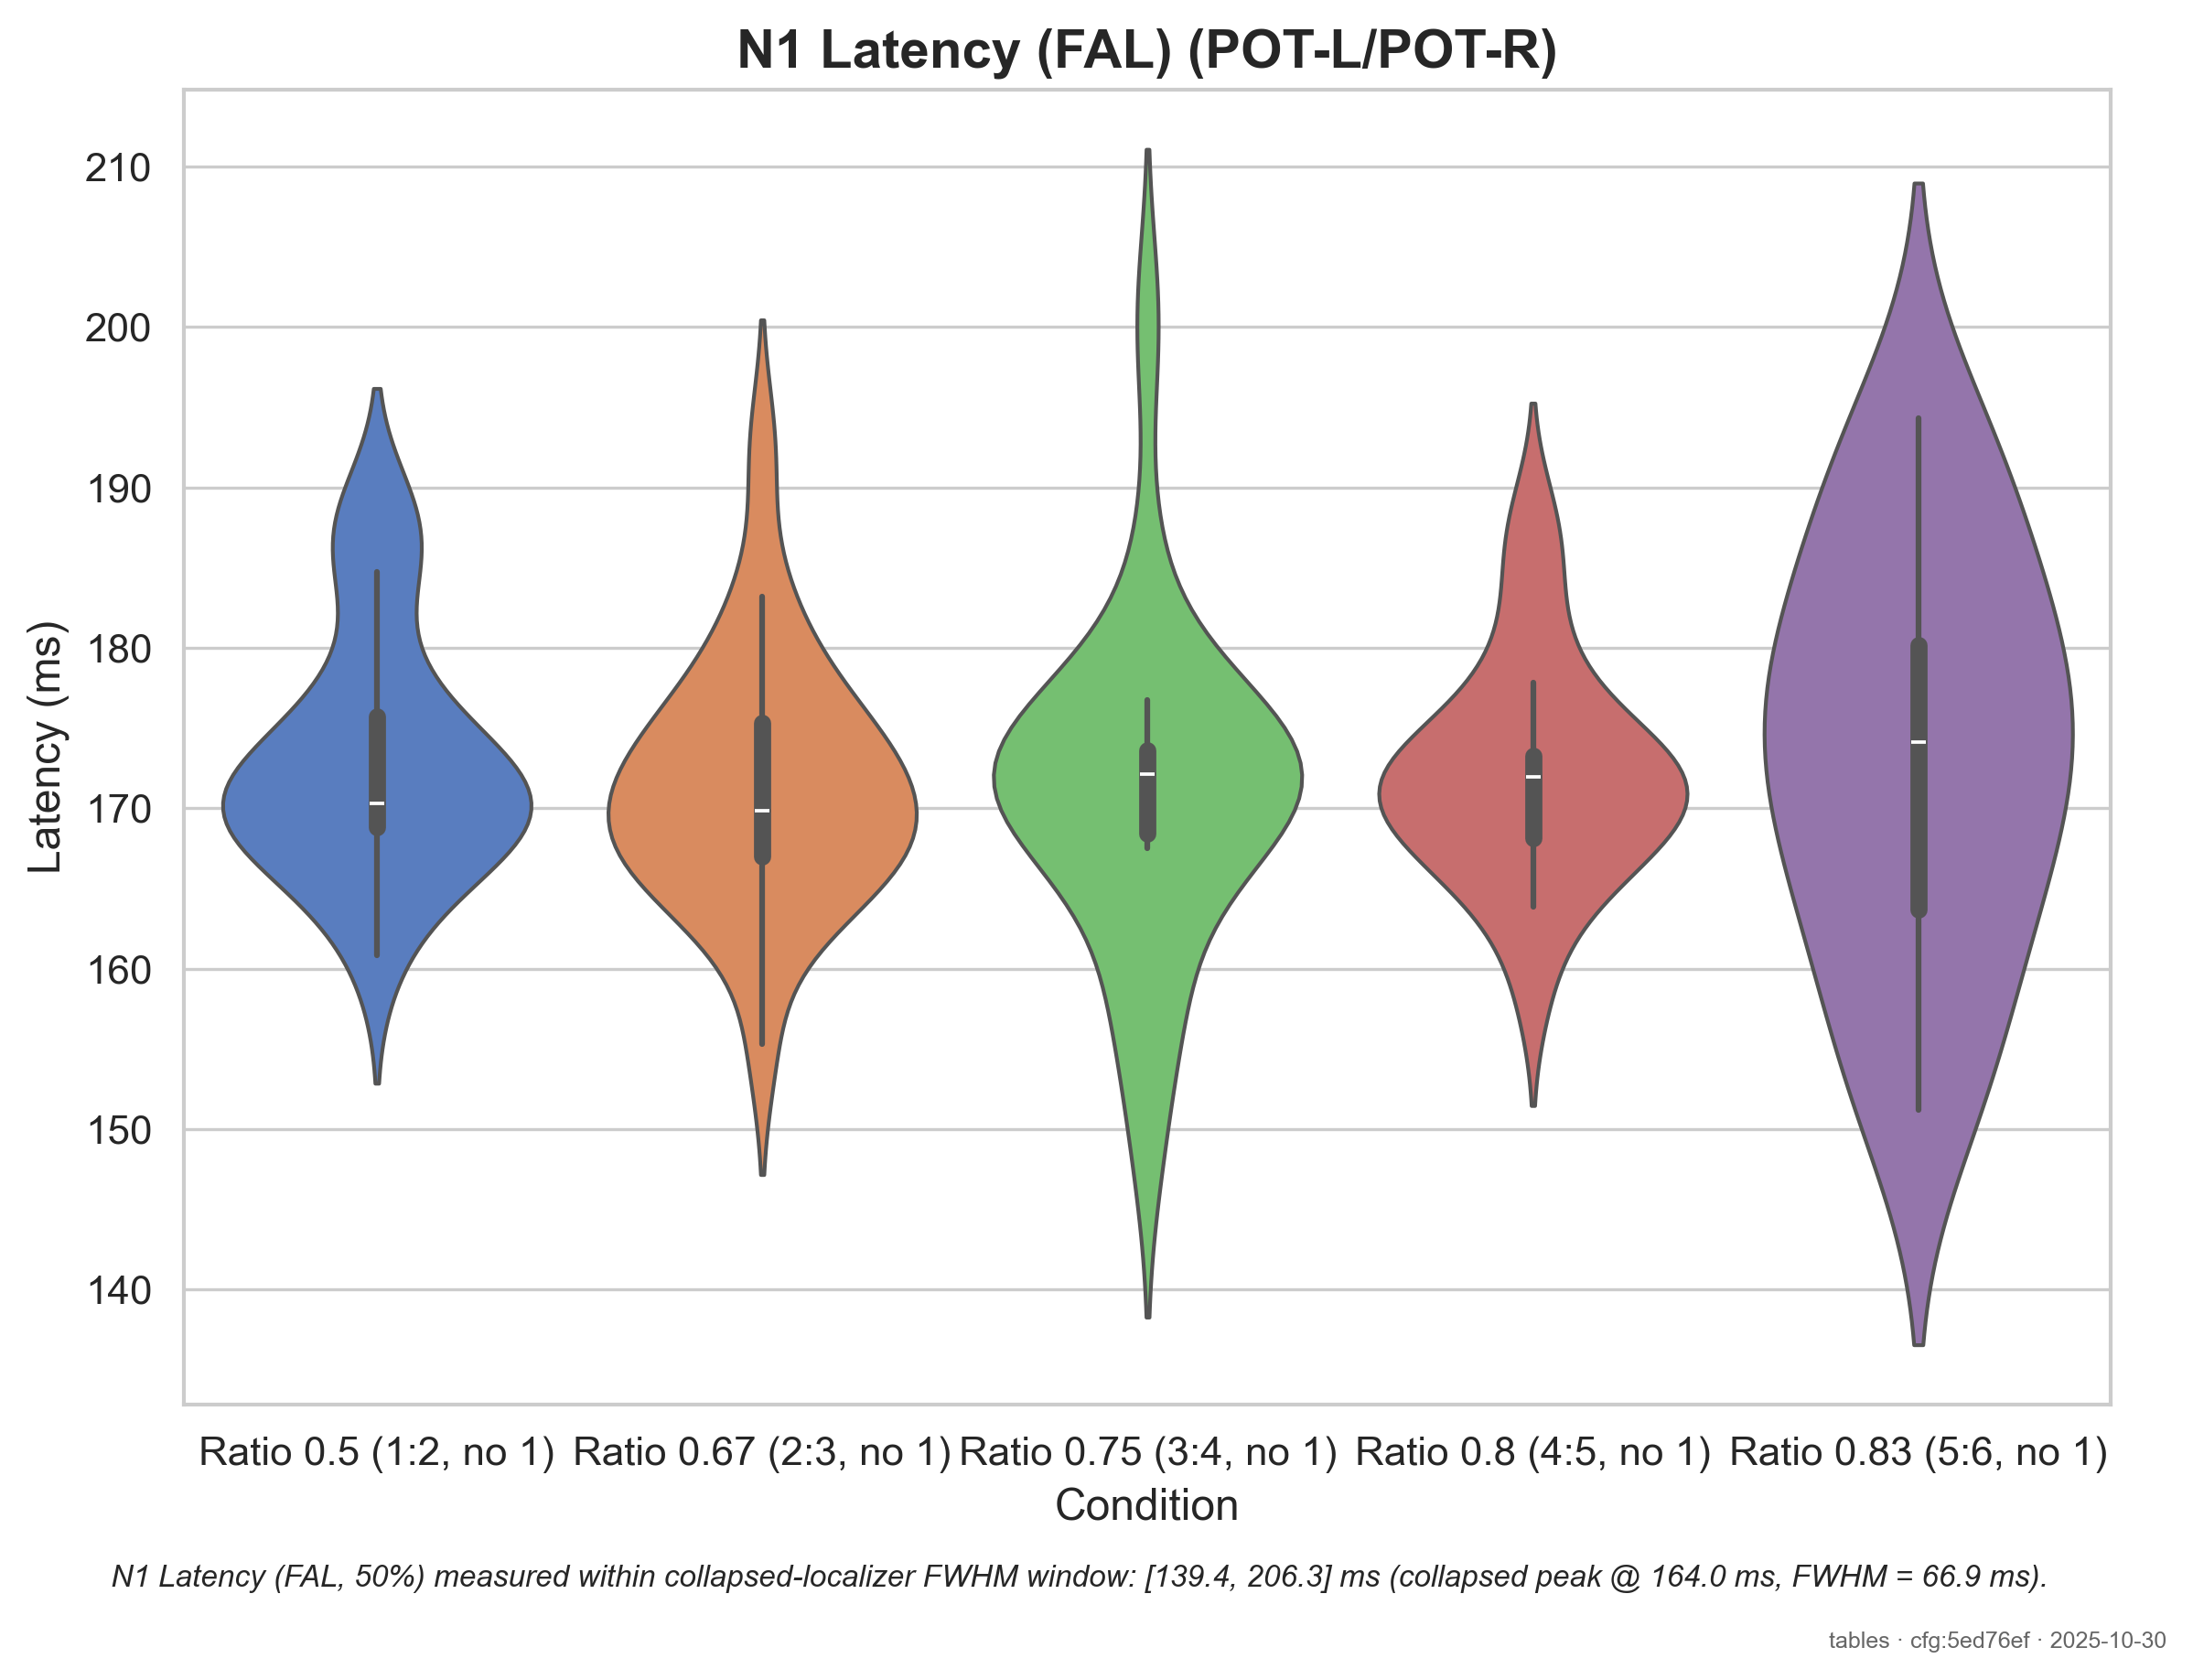 N1 Latency (FAL) (POT-L/POT-R)
Latency (ms)
210
200
190
180
170
160
150
140
Ratio 0.5 (1:2, no 1) Ratio 0.67 (2:3, no 1) Ratio 0.75 (3:4, no 1) Ratio 0.8 (4:5, no 1) Ratio 0.83 (5:6, no 1)
Condition
N1 Latency (FAL, 50%) measured within collapsed-localizer FWHM window: [139.4, 206.3] ms (collapsed peak @ 164.0 ms, FWHM = 66.9 ms).
tables · cfg:5ed76ef · 2025-10-30